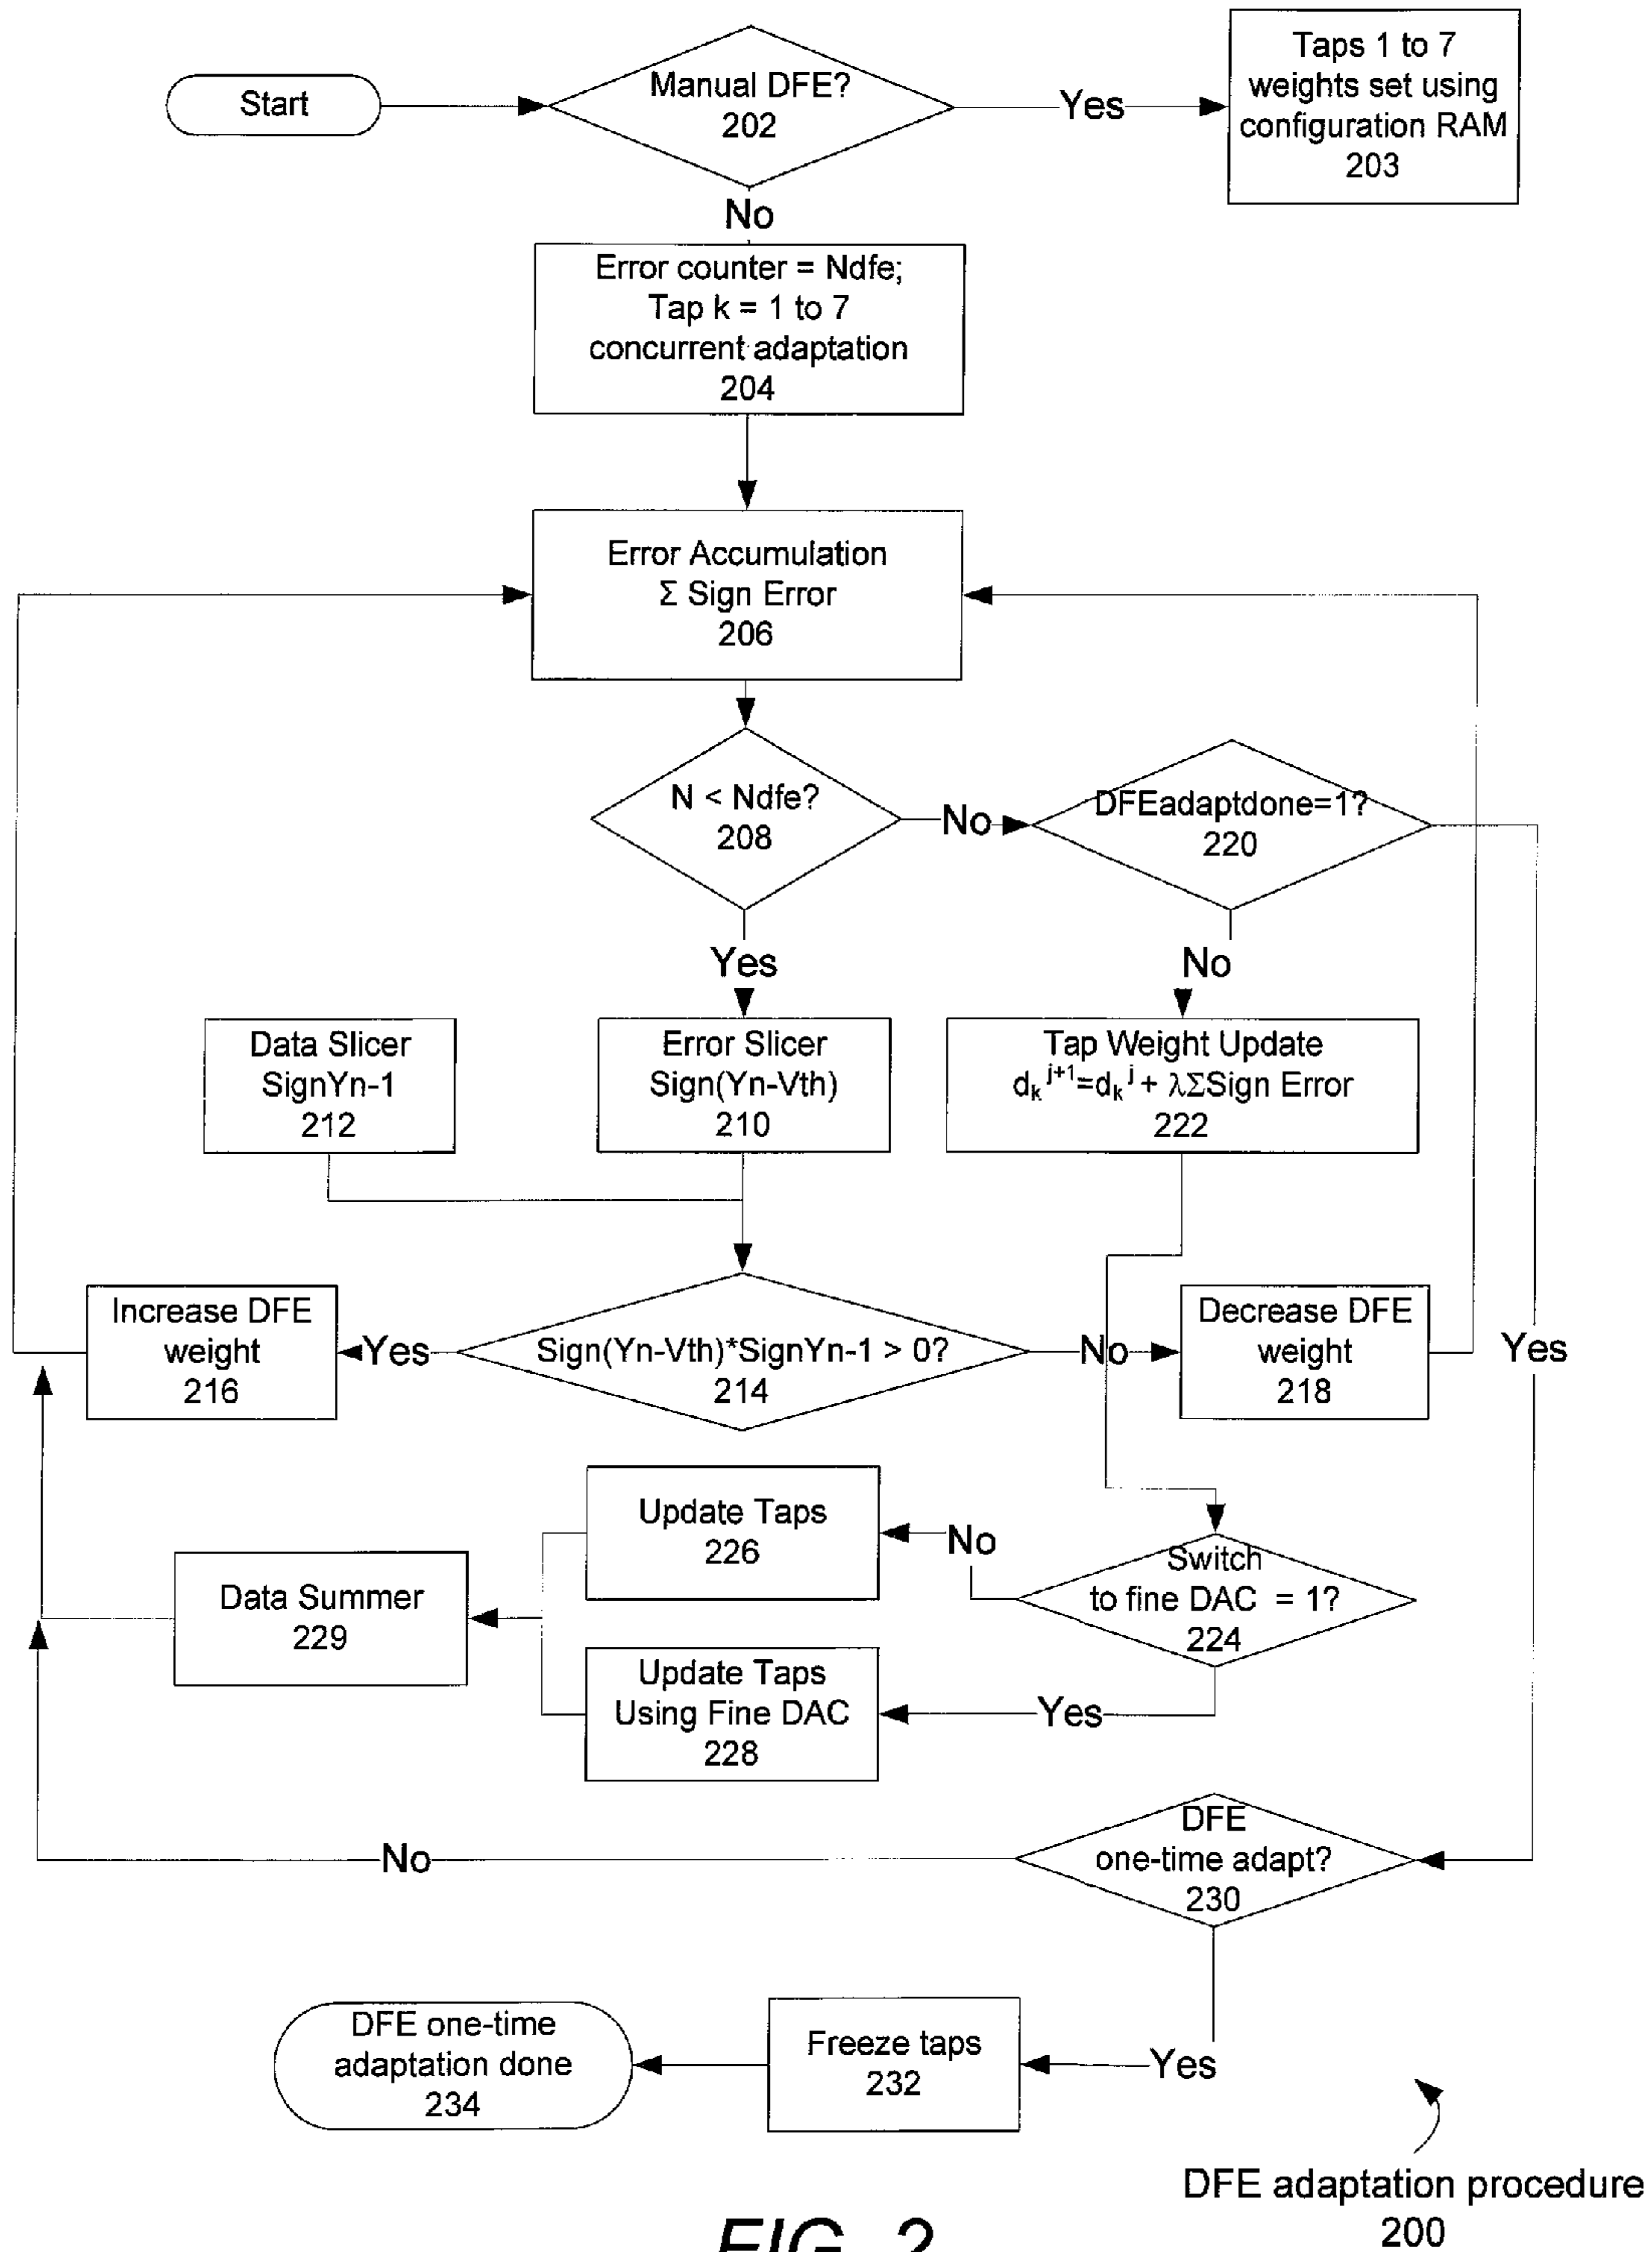 Start
Manual DFE?
202
Yes
Taps 1 to 7
weights set using
configuration RAM
203
No
Error counter = Ndfe;
Tap k = 1 to 7
concurrent adaptation
204
Error Accumulation
Σ Sign Error
206
N < Ndfe?
208
No
DFEadaptdone=1?
220
Yes
No
Data Slicer
SignYn-1
212
Error Slicer
Sign(Yn-Vth)
210
Tap Weight Update
dₖ ʲ⁺¹=dₖ ʲ + λΣSign Error
222
Increase DFE
weight
216
Yes
Sign(Yn-Vth)*SignYn-1 > 0?
214
No
Decrease DFE
weight
218
Yes
Update Taps
226
No
Switch
to fine DAC = 1?
224
Data Summer
229
Update Taps
Using Fine DAC
228
Yes
No
DFE
one-time adapt?
230
DFE one-time
adaptation done
234
Freeze taps
232
Yes
DFE adaptation procedure
200
FIG. 2